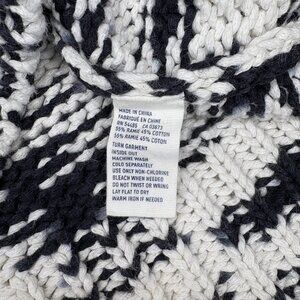 MADE IN CHINA
FABRIQUE EN CHINE
RN 54485 CA 03673
55% RAMIE 45% COTTON
55% RAMIE 45% COTON
TURN GARMENT
INSIDE OUT
MACHINE WASH
COLD SEPARATELY
USE ONLY NON-CHLORINE
BLEACH WHEN NEEDED
DO NOT TWIST OR WRING
LAY FLAT TO DRY
WARM IRON IF NEEDED